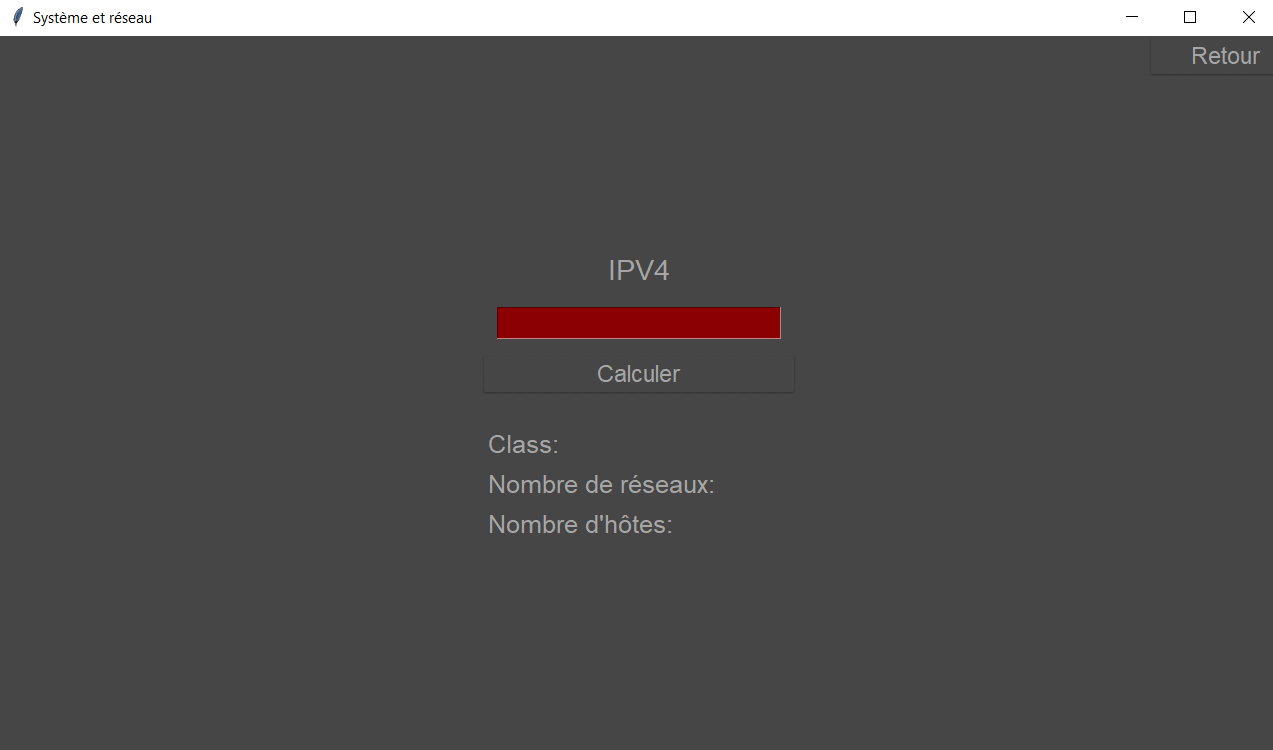 Système et réseau
Retour
IPV4
Calculer
Class:
Nombre de réseaux:
Nombre d'hôtes: